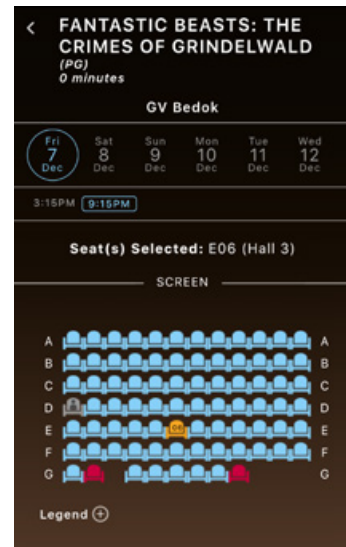 < FANTASTIC BEASTS: THE
CRIMES OF GRINDELWALD
(PG)
0 minutes
GV Bedok
Fri Sat Sun Mon Tue Wed
7 8 9 10 11 12
Dec Dec Dec Dec Dec Dec
3:15PM 9:15PM
Seat(s) Selected: E06 (Hall 3)
SCREEN
A A
B B
C C
D D
E 06 E
F F
G G
Legend +